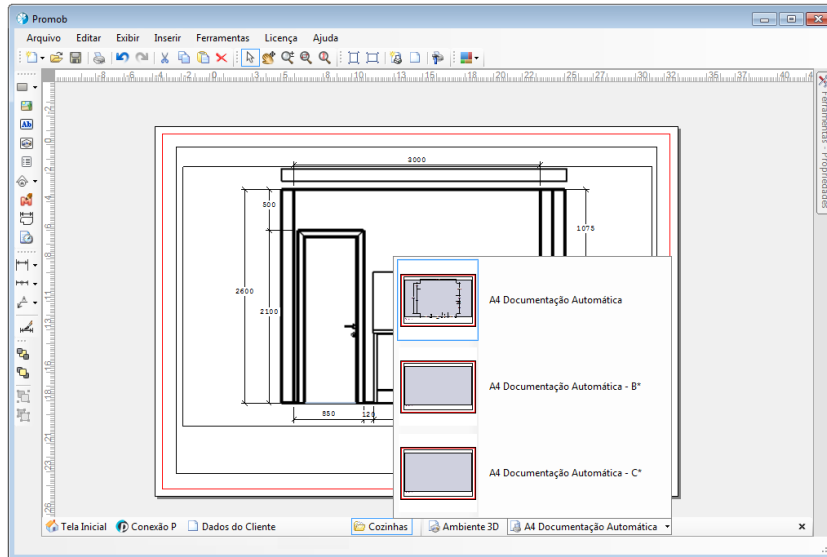 Promob
Arquivo Editar Exibir Inserir Ferramentas Licença Ajuda
Ferramentas - Propriedades
3000
500
1075
2600
2100
850 120
A4 Documentação Automática
A4 Documentação Automática - B*
A4 Documentação Automática - C*
Tela Inicial Conexão P Dados do Cliente Cozinhas Ambiente 3D A4 Documentação Automática